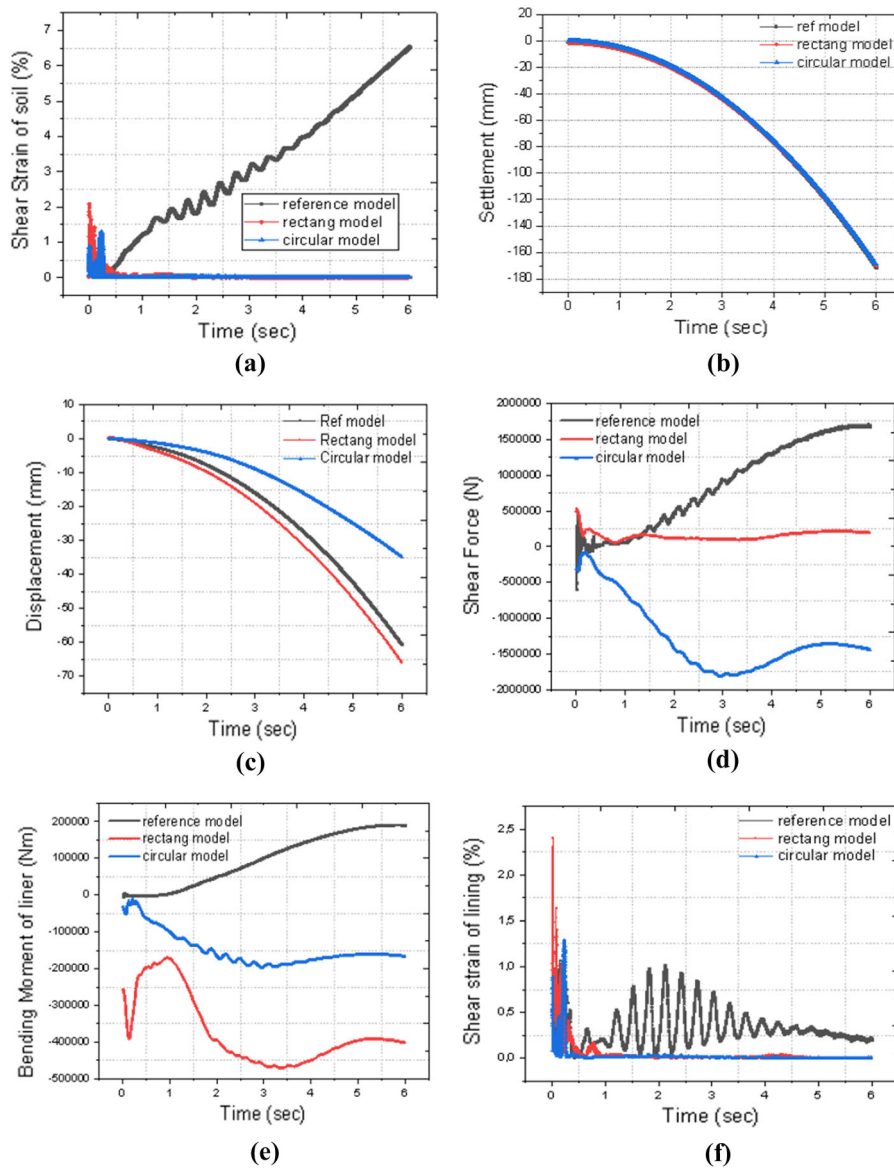 Shear Strain of soil (%)
7
6
5
4
3
2
1
0
reference model
rectang model
circular model
0 1 2 3 4 5 6
Time (sec)
(a)
Settlement (mm)
20
0
-20
-40
-60
-80
-100
-120
-140
-160
-180
ref model
rectang model
circular model
0 1 2 3 4 5 6
Time (sec)
(b)
Displacement (mm)
10
0
-10
-20
-30
-40
-50
-60
-70
Ref model
Rectang model
Circular model
0 1 2 3 4 5 6
Time (sec)
(c)
Shear Force (N)
2000000
1500000
1000000
500000
0
-500000
-1000000
-1500000
-2000000
reference model
rectang model
circular model
0 1 2 3 4 5 6
Time (sec)
(d)
Bending Moment of liner (Nm)
200000
100000
0
-100000
-200000
-300000
-400000
-500000
reference model
rectang model
circular model
0 1 2 3 4 5 6
Time (sec)
(e)
Shear strain of lining (%)
2,5
2,0
1,5
1,0
0,5
0,0
reference model
rectang model
circular model
0 1 2 3 4 5 6
Time (sec)
(f)